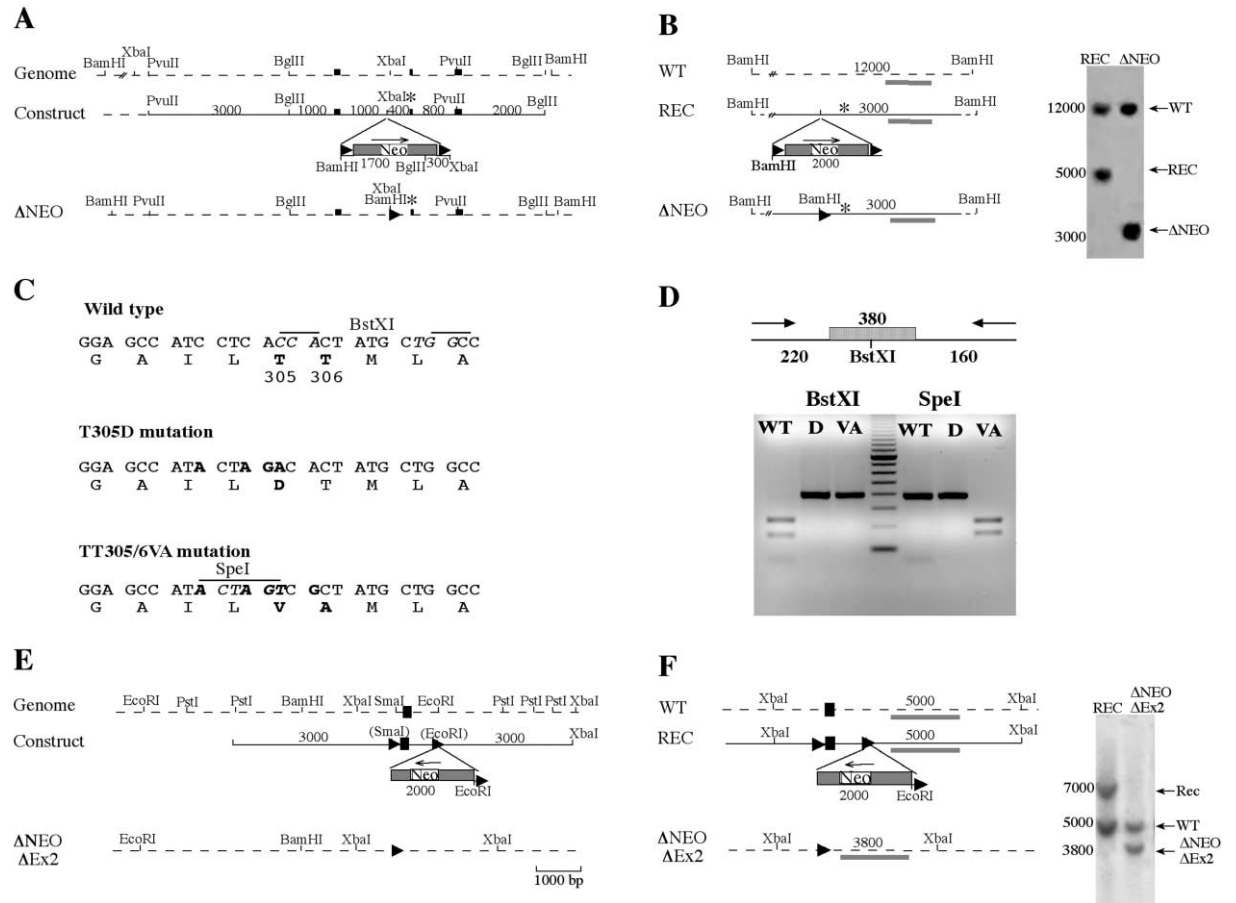 A
XbaI
BamHI PvuII BglII XbaI PvuII BglII BamHI
Genome
PvuII BglII XbaI* PvuII BglII
Construct 3000 1000 1000 400 800 2000
Neo
BamHI 1700 BglII 300 XbaI
XbaI
BamHI PvuII BglII BamHI * PvuII BglII BamHI
ΔNEO
B
BamHI BamHI
WT 12000
BamHI * BamHI
REC 3000
Neo
BamHI 2000
BamHI BamHI * BamHI
ΔNEO 3000
REC ΔNEO
12000 WT
5000 REC
3000 ΔNEO
C
Wild type
BstXI
GGA GCC ATC CTC ACC ACT ATG CTG GCC
G A I L T T M L A
305 306
T305D mutation
GGA GCC ATA CTA GAC ACT ATG CTG GCC
G A I L D T M L A
TT305/6VA mutation
SpeI
GGA GCC ATA CTA GTC GCT ATG CTG GCC
G A I L V A M L A
D
380
220 BstXI 160
BstXI SpeI
WT D VA WT D VA
E
EcoRI PstI PstI BamHI XbaI SmaI EcoRI PstI PstI PstI XbaI
Genome
(SmaI) (EcoRI) XbaI
Construct 3000 3000
Neo
2000 EcoRI
EcoRI BamHI XbaI XbaI
ΔNEO
ΔEx2
1000 bp
F
XbaI XbaI
WT 5000
XbaI XbaI
REC 5000
Neo
2000 EcoRI
XbaI XbaI
ΔNEO
ΔEx2 3800
ΔNEO
REC ΔEx2
7000 Rec
5000 WT
3800 ΔNEO
ΔEx2